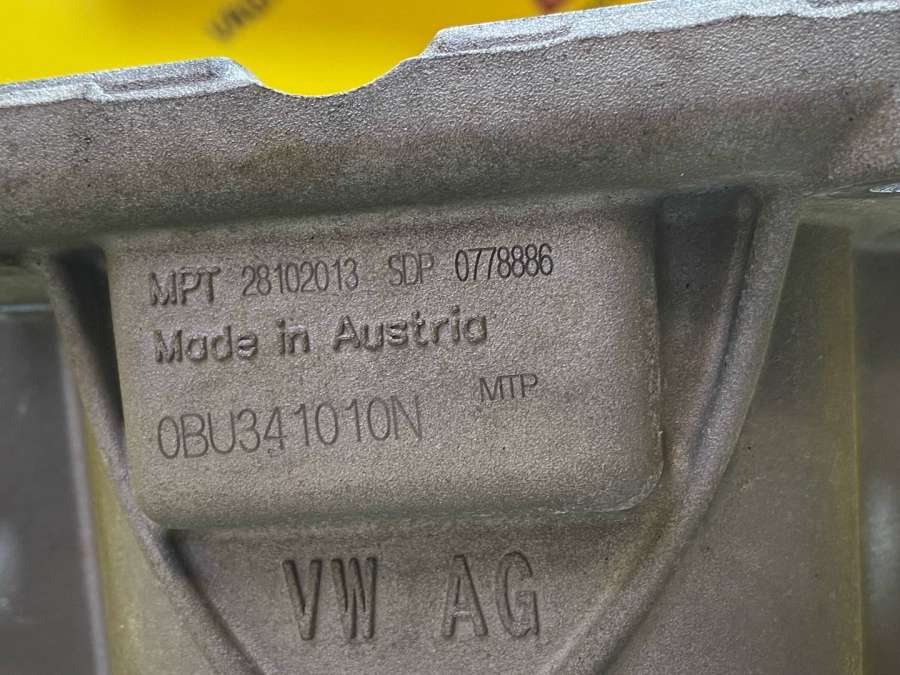 MPT 28102013 SDP 0778886
Made in Austria
0BU341010N MTP
VW AG